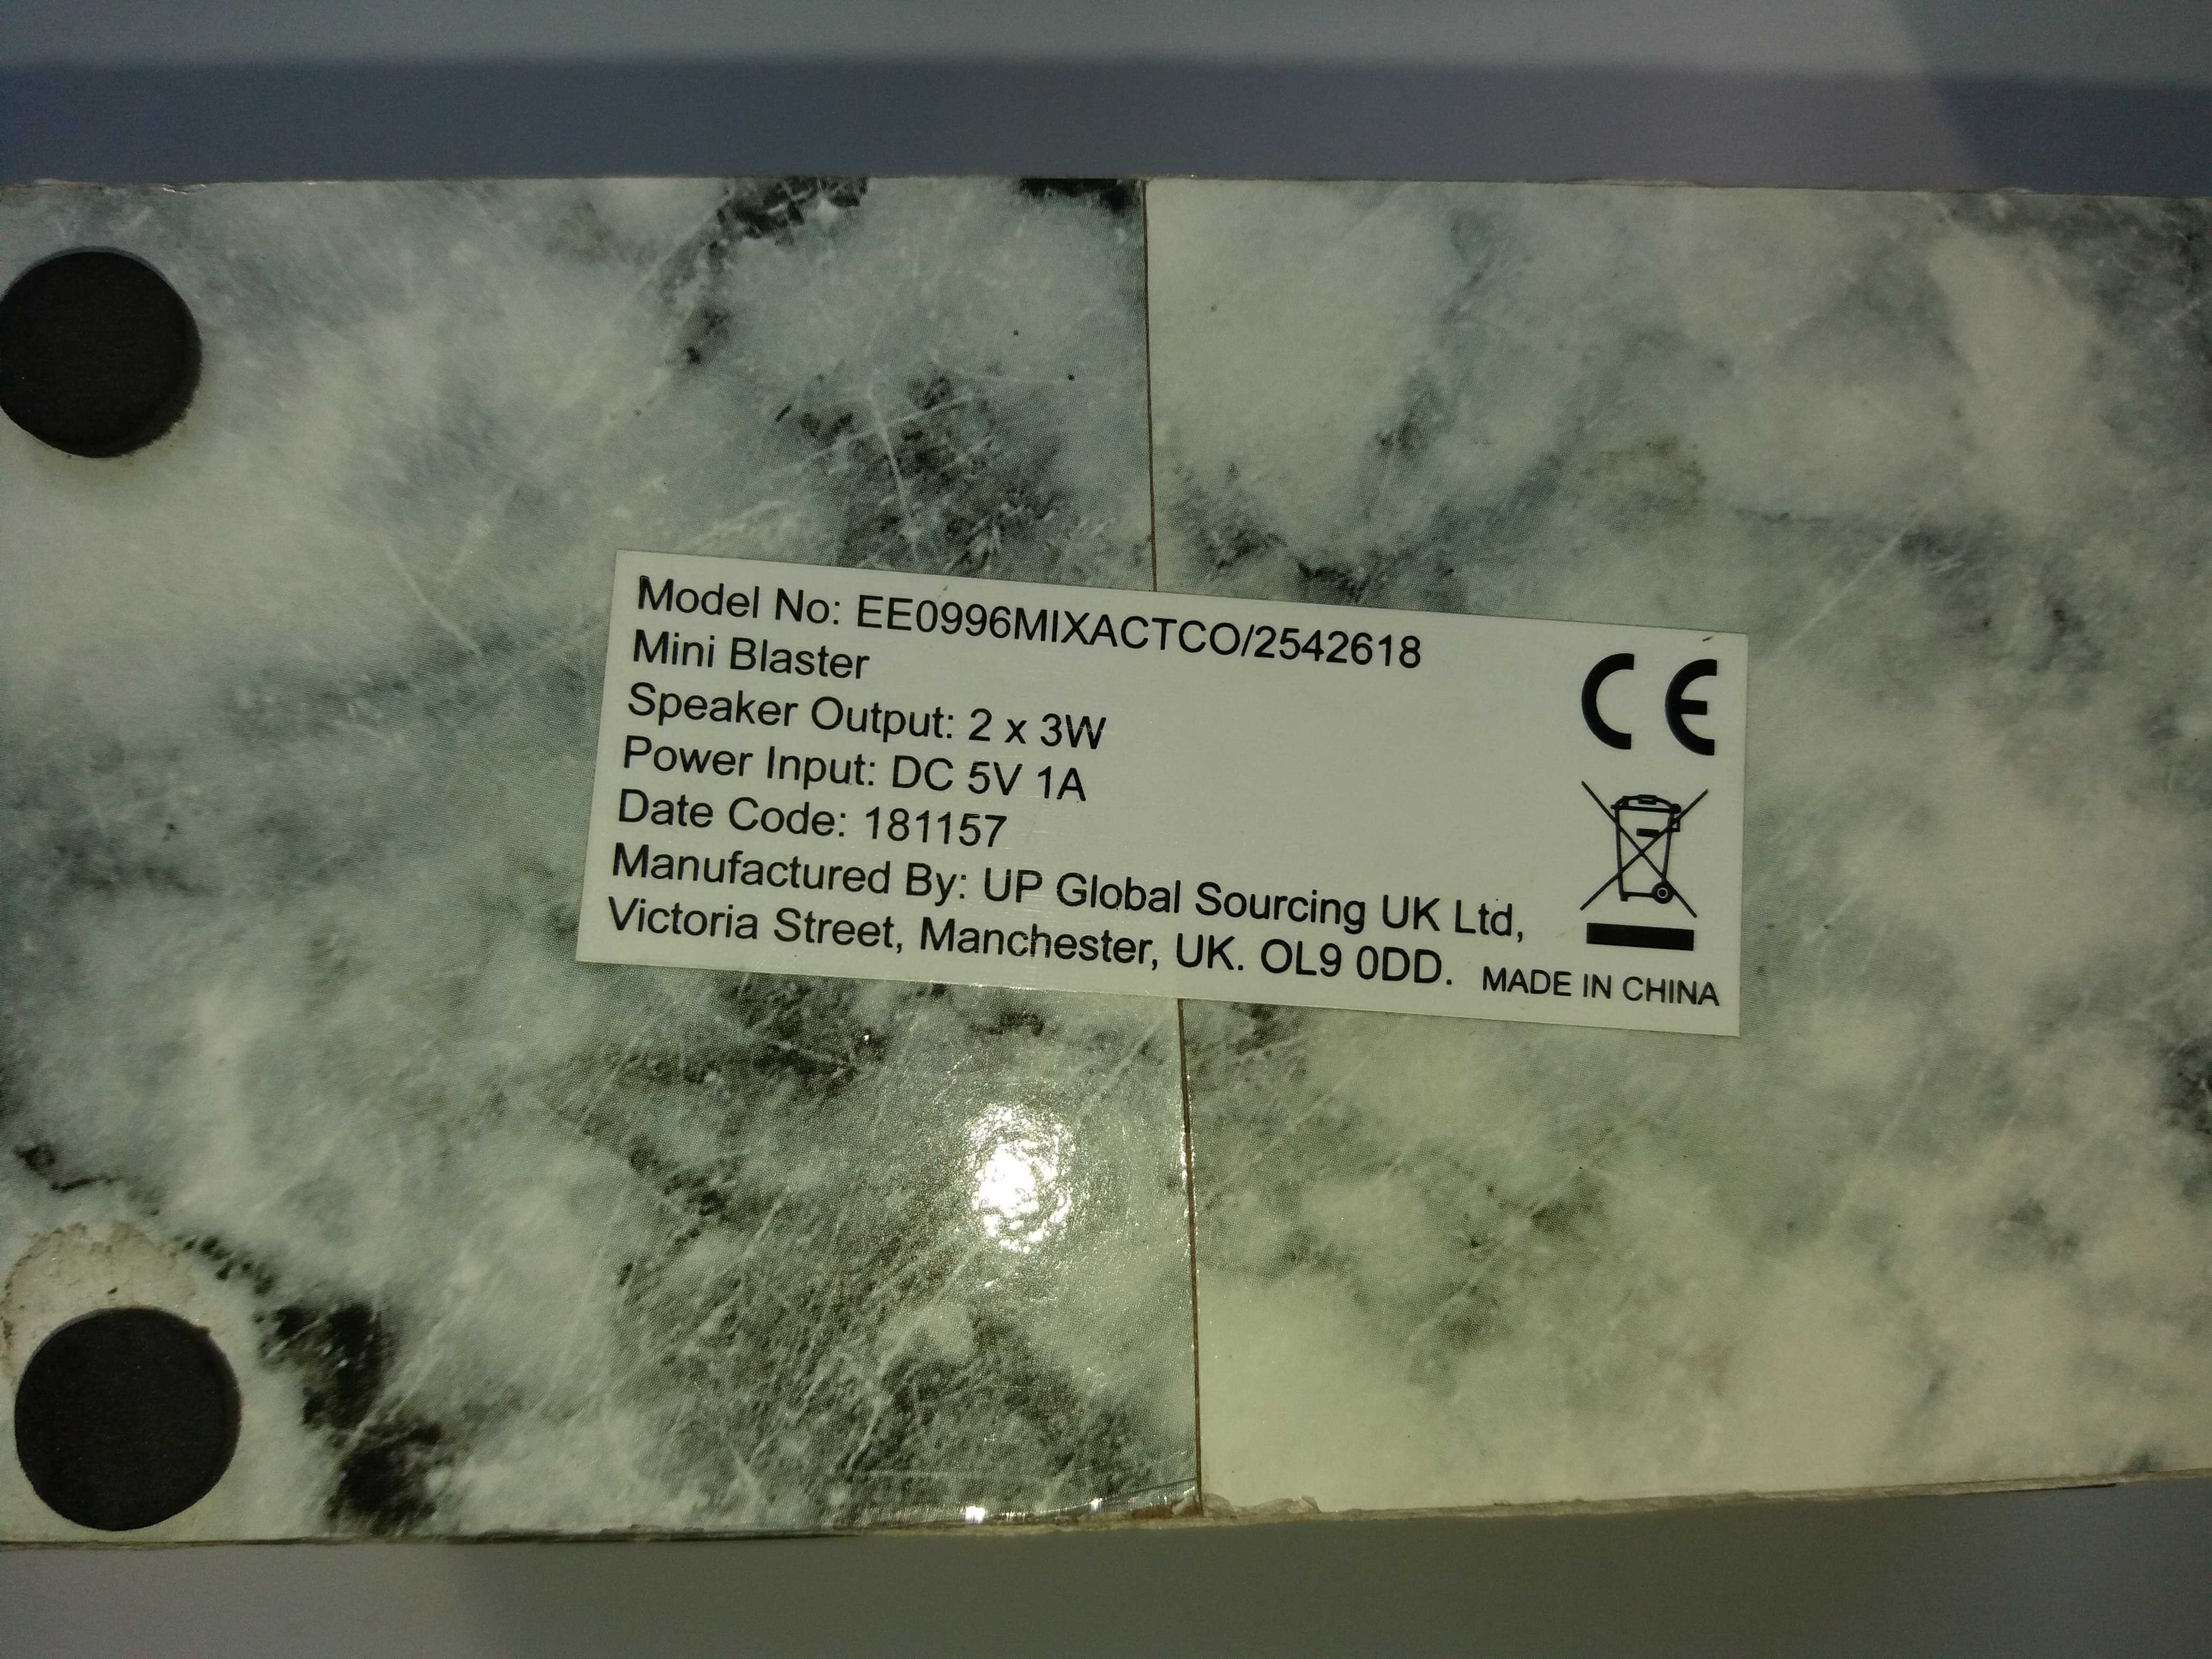 Model No: EE0996MIXACTCO/2542618
Mini Blaster
Speaker Output: 2 x 3W
Power Input: DC 5V 1A
Date Code: 181157
Manufactured By: UP Global Sourcing UK Ltd,
Victoria Street, Manchester, UK. OL9 0DD.
CE
MADE IN CHINA